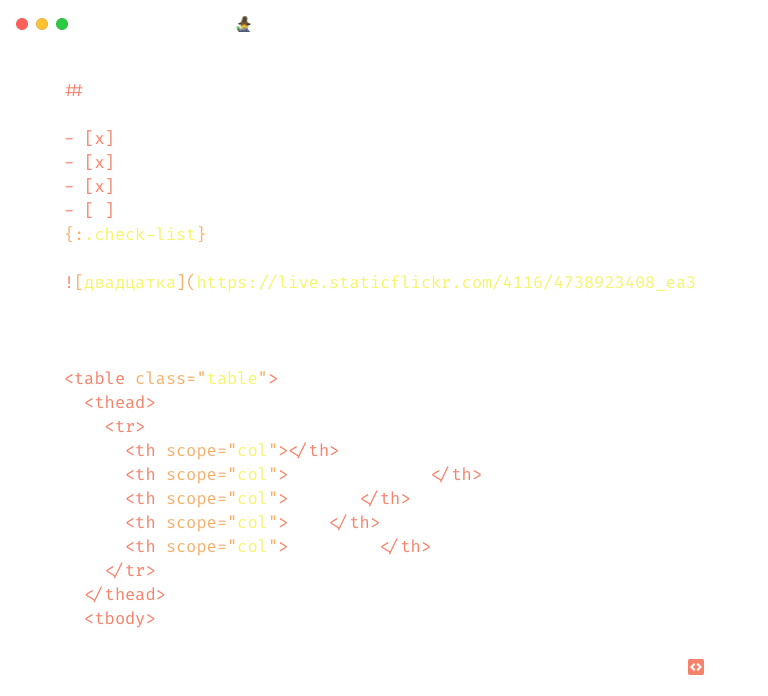 ##
- [x]
- [x]
- [x]
- [ ]
{:.check-list}
![двадцатка](https://live.staticflickr.com/4116/4738923408_ea3
<table class="table">
<thead>
<tr>
<th scope="col"></th>
<th scope="col"> </th>
<th scope="col"> </th>
<th scope="col"> </th>
<th scope="col"> </th>
</tr>
</thead>
<tbody>